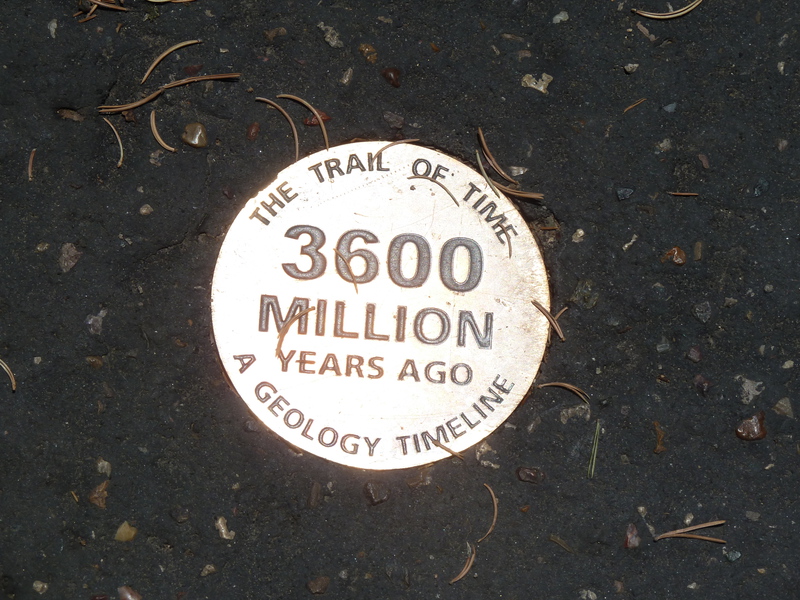 THE TRAIL OF TIME
3600
MILLION
YEARS AGO
A GEOLOGY TIMELINE